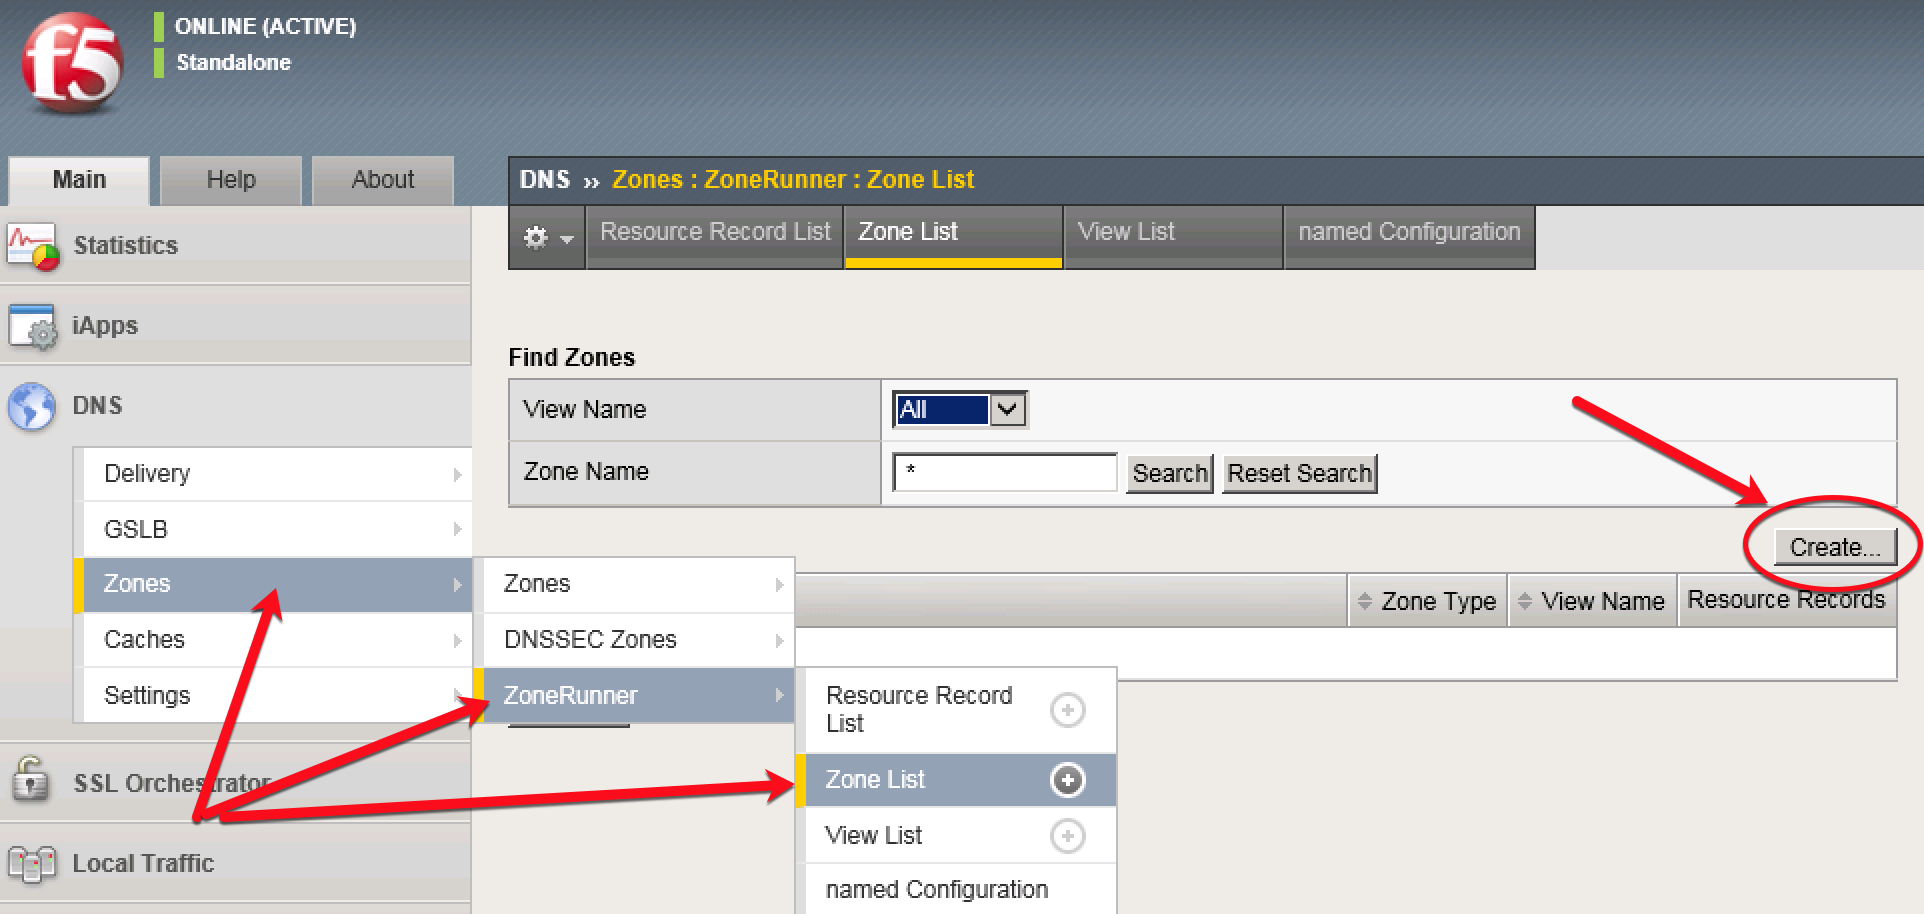 f5
ONLINE (ACTIVE)
Standalone
Main
Help
About
DNS » Zones : ZoneRunner : Zone List
Resource Record List
Zone List
View List
named Configuration
Statistics
iApps
DNS
Delivery
GSLB
Zones
Caches
Settings
SSL Orchestrator
Local Traffic
Find Zones
View Name
All
Zone Name
*
Search
Reset Search
Create...
Zone Type
View Name
Resource Records
Zones
DNSSEC Zones
ZoneRunner
Resource Record
List
Zone List
View List
named Configuration